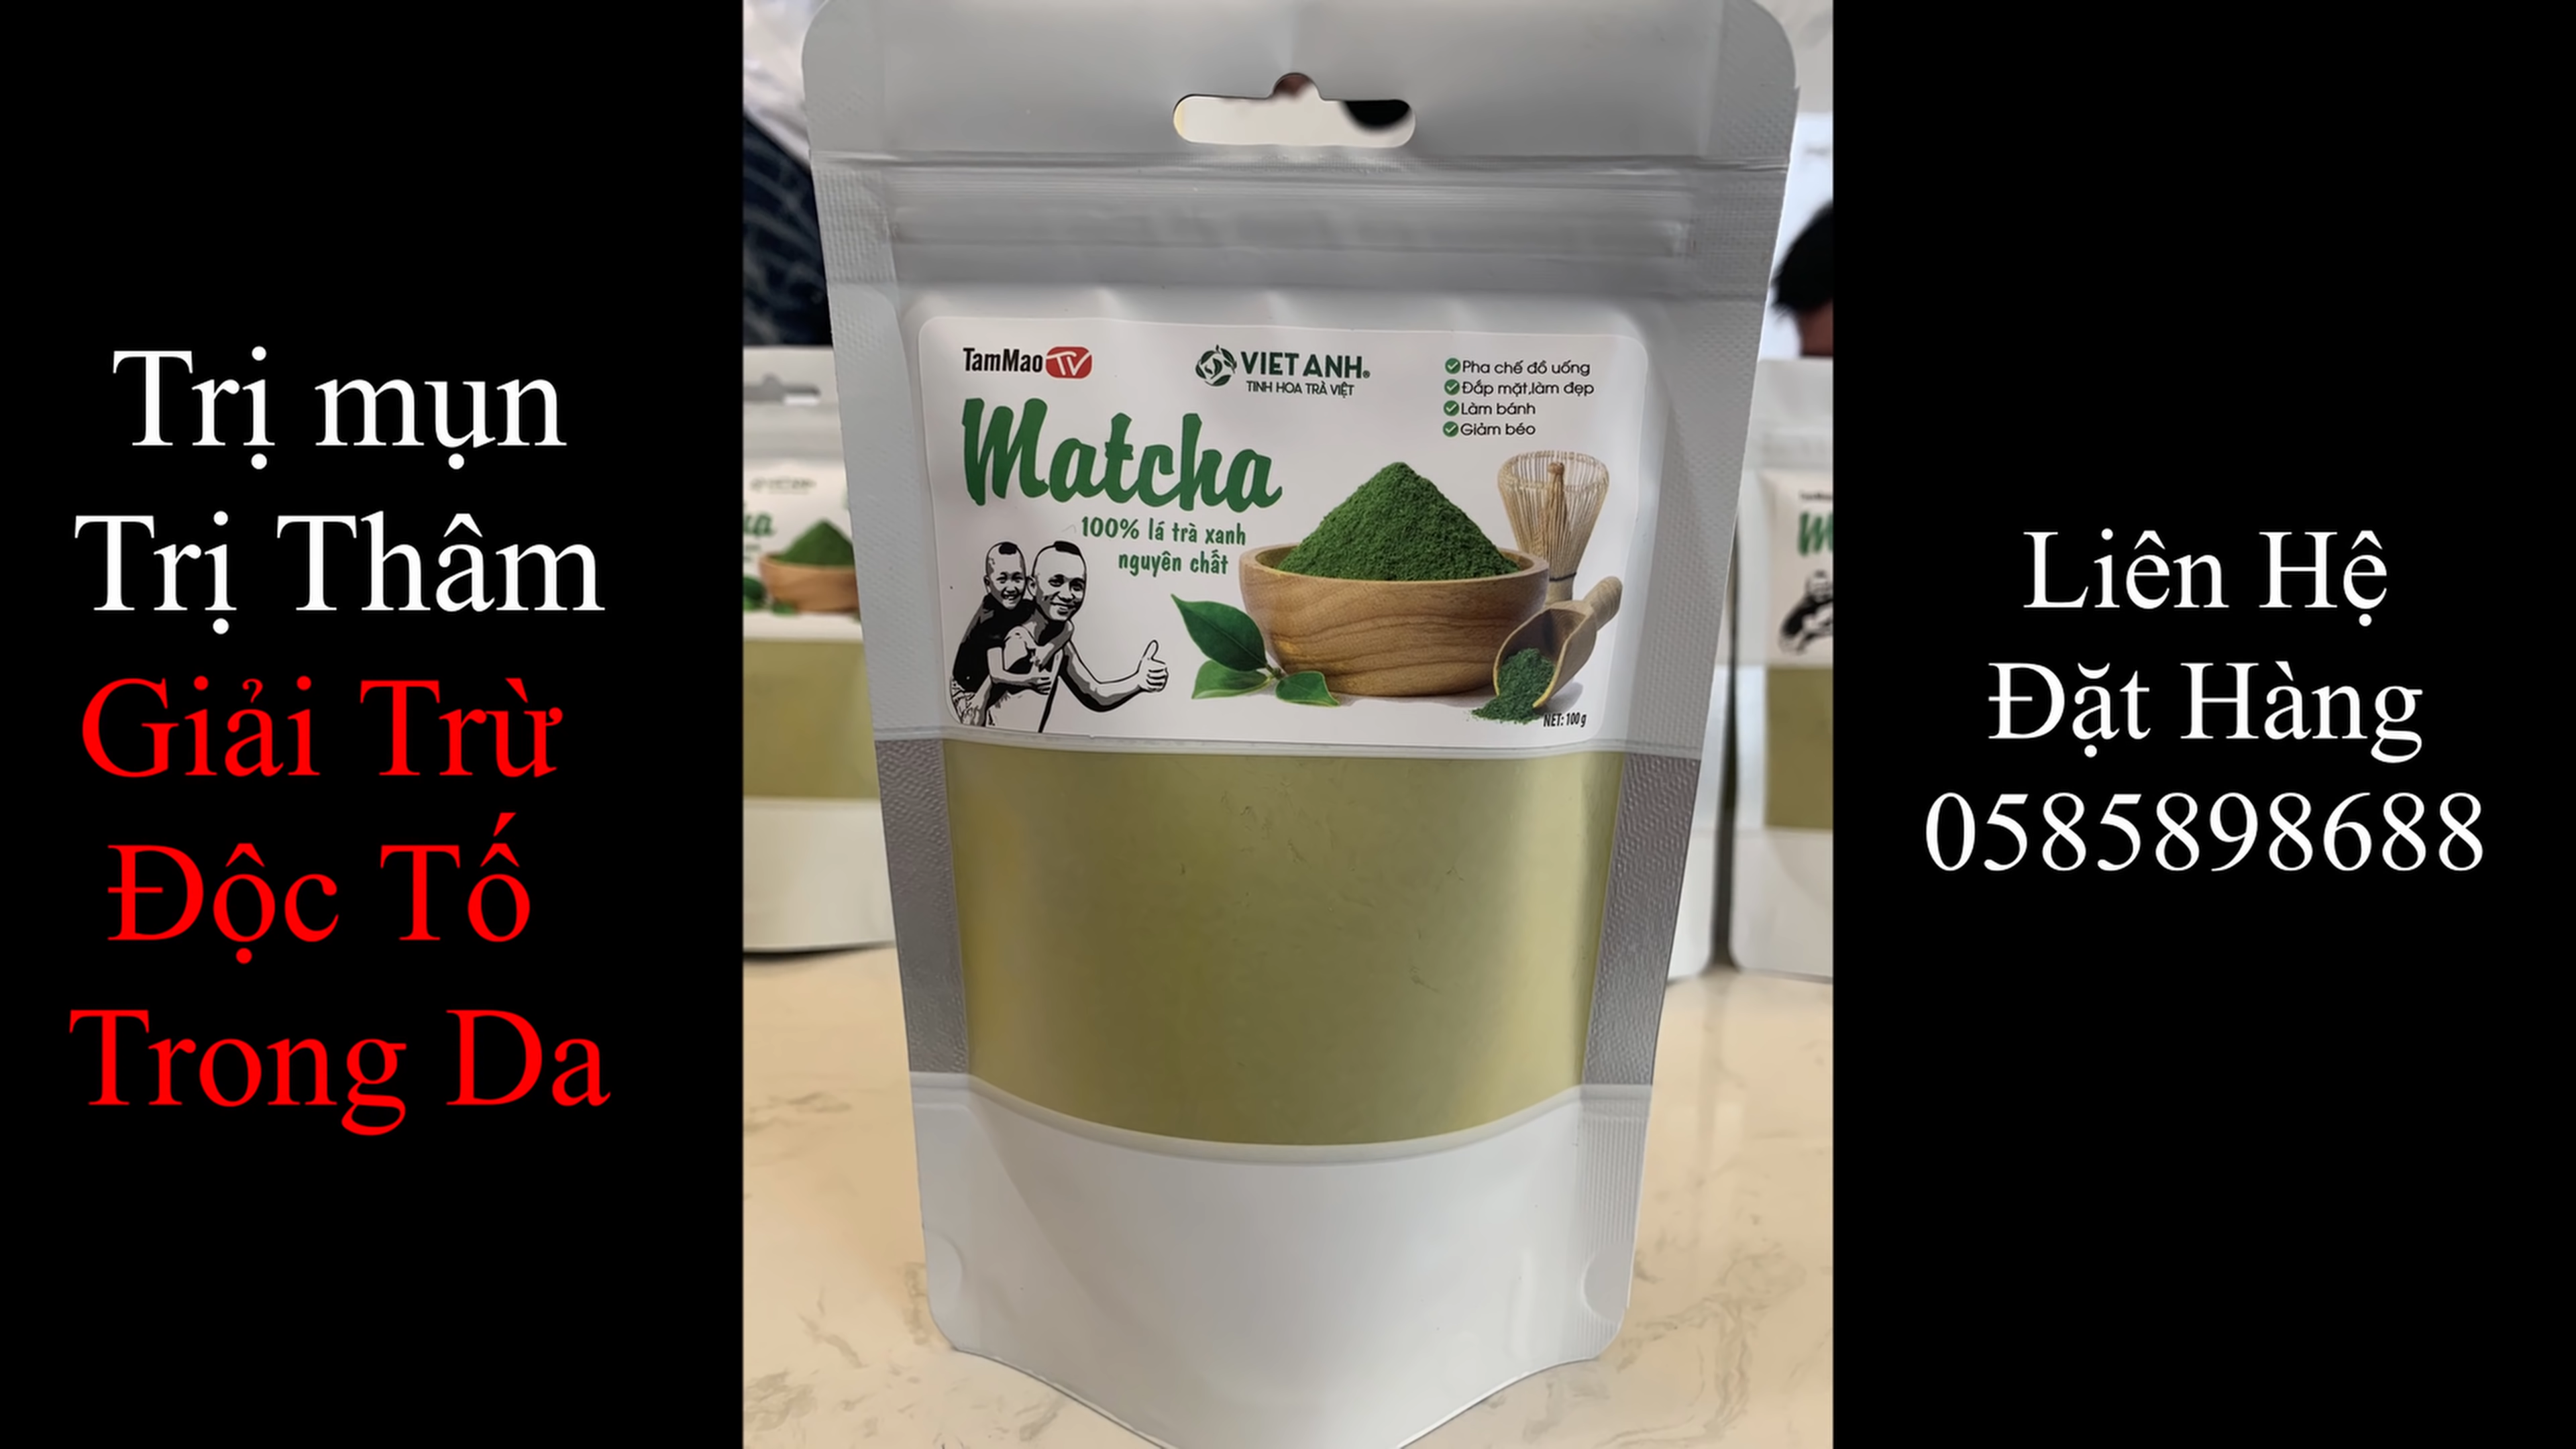 Trị mụn
Trị Thâm
Giải Trừ
Độc Tố
Trong Da
TamMao TV
VIET ANH®
TINH HOA TRÀ VIỆT
Pha chế đồ uống
Đắp mặt,làm đẹp
Làm bánh
Giảm béo
Matcha
100% lá trà xanh
nguyên chất
NET: 100 g
Liên Hệ
Đặt Hàng
0585898688